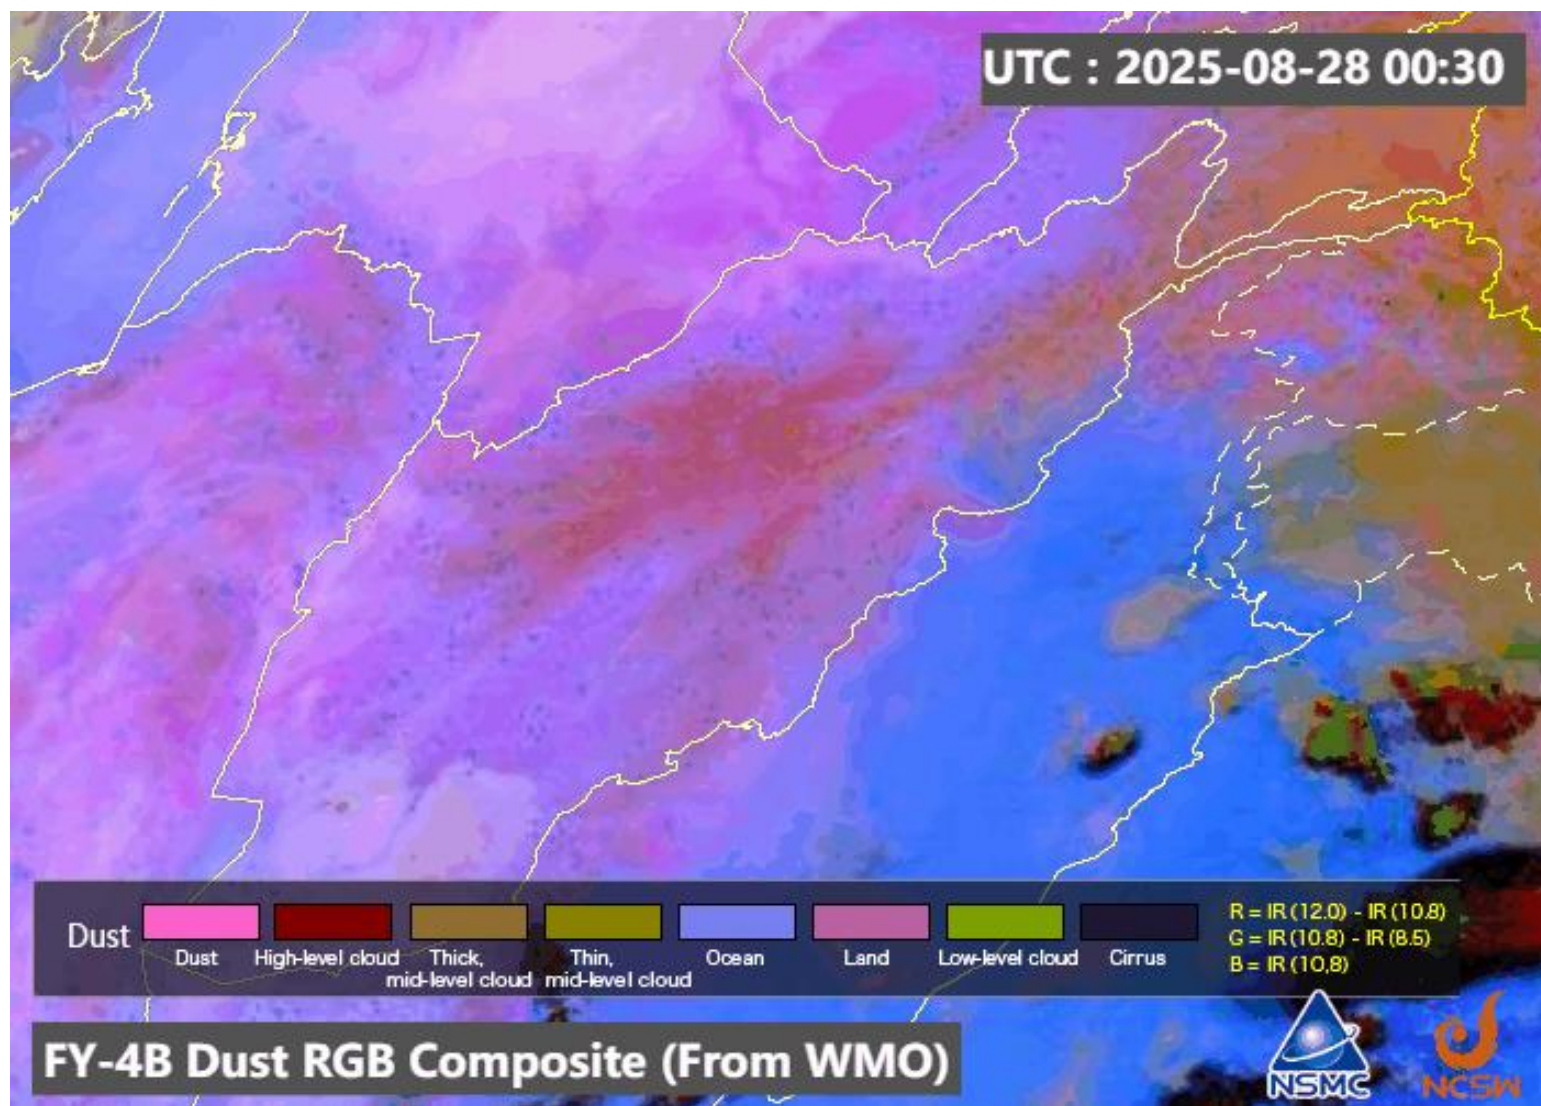 UTC : 2025-08-28 00:30
Dust
Dust
High-level cloud
Thick,
mid-level cloud
Thin,
mid-level cloud
Ocean
Land
Low-level cloud
Cirrus
R = IR (12.0) - IR (10.8)
G = IR (10.8) - IR (8.5)
B = IR (10,8)
FY-4B Dust RGB Composite (From WMO)
NSMC
NCSW